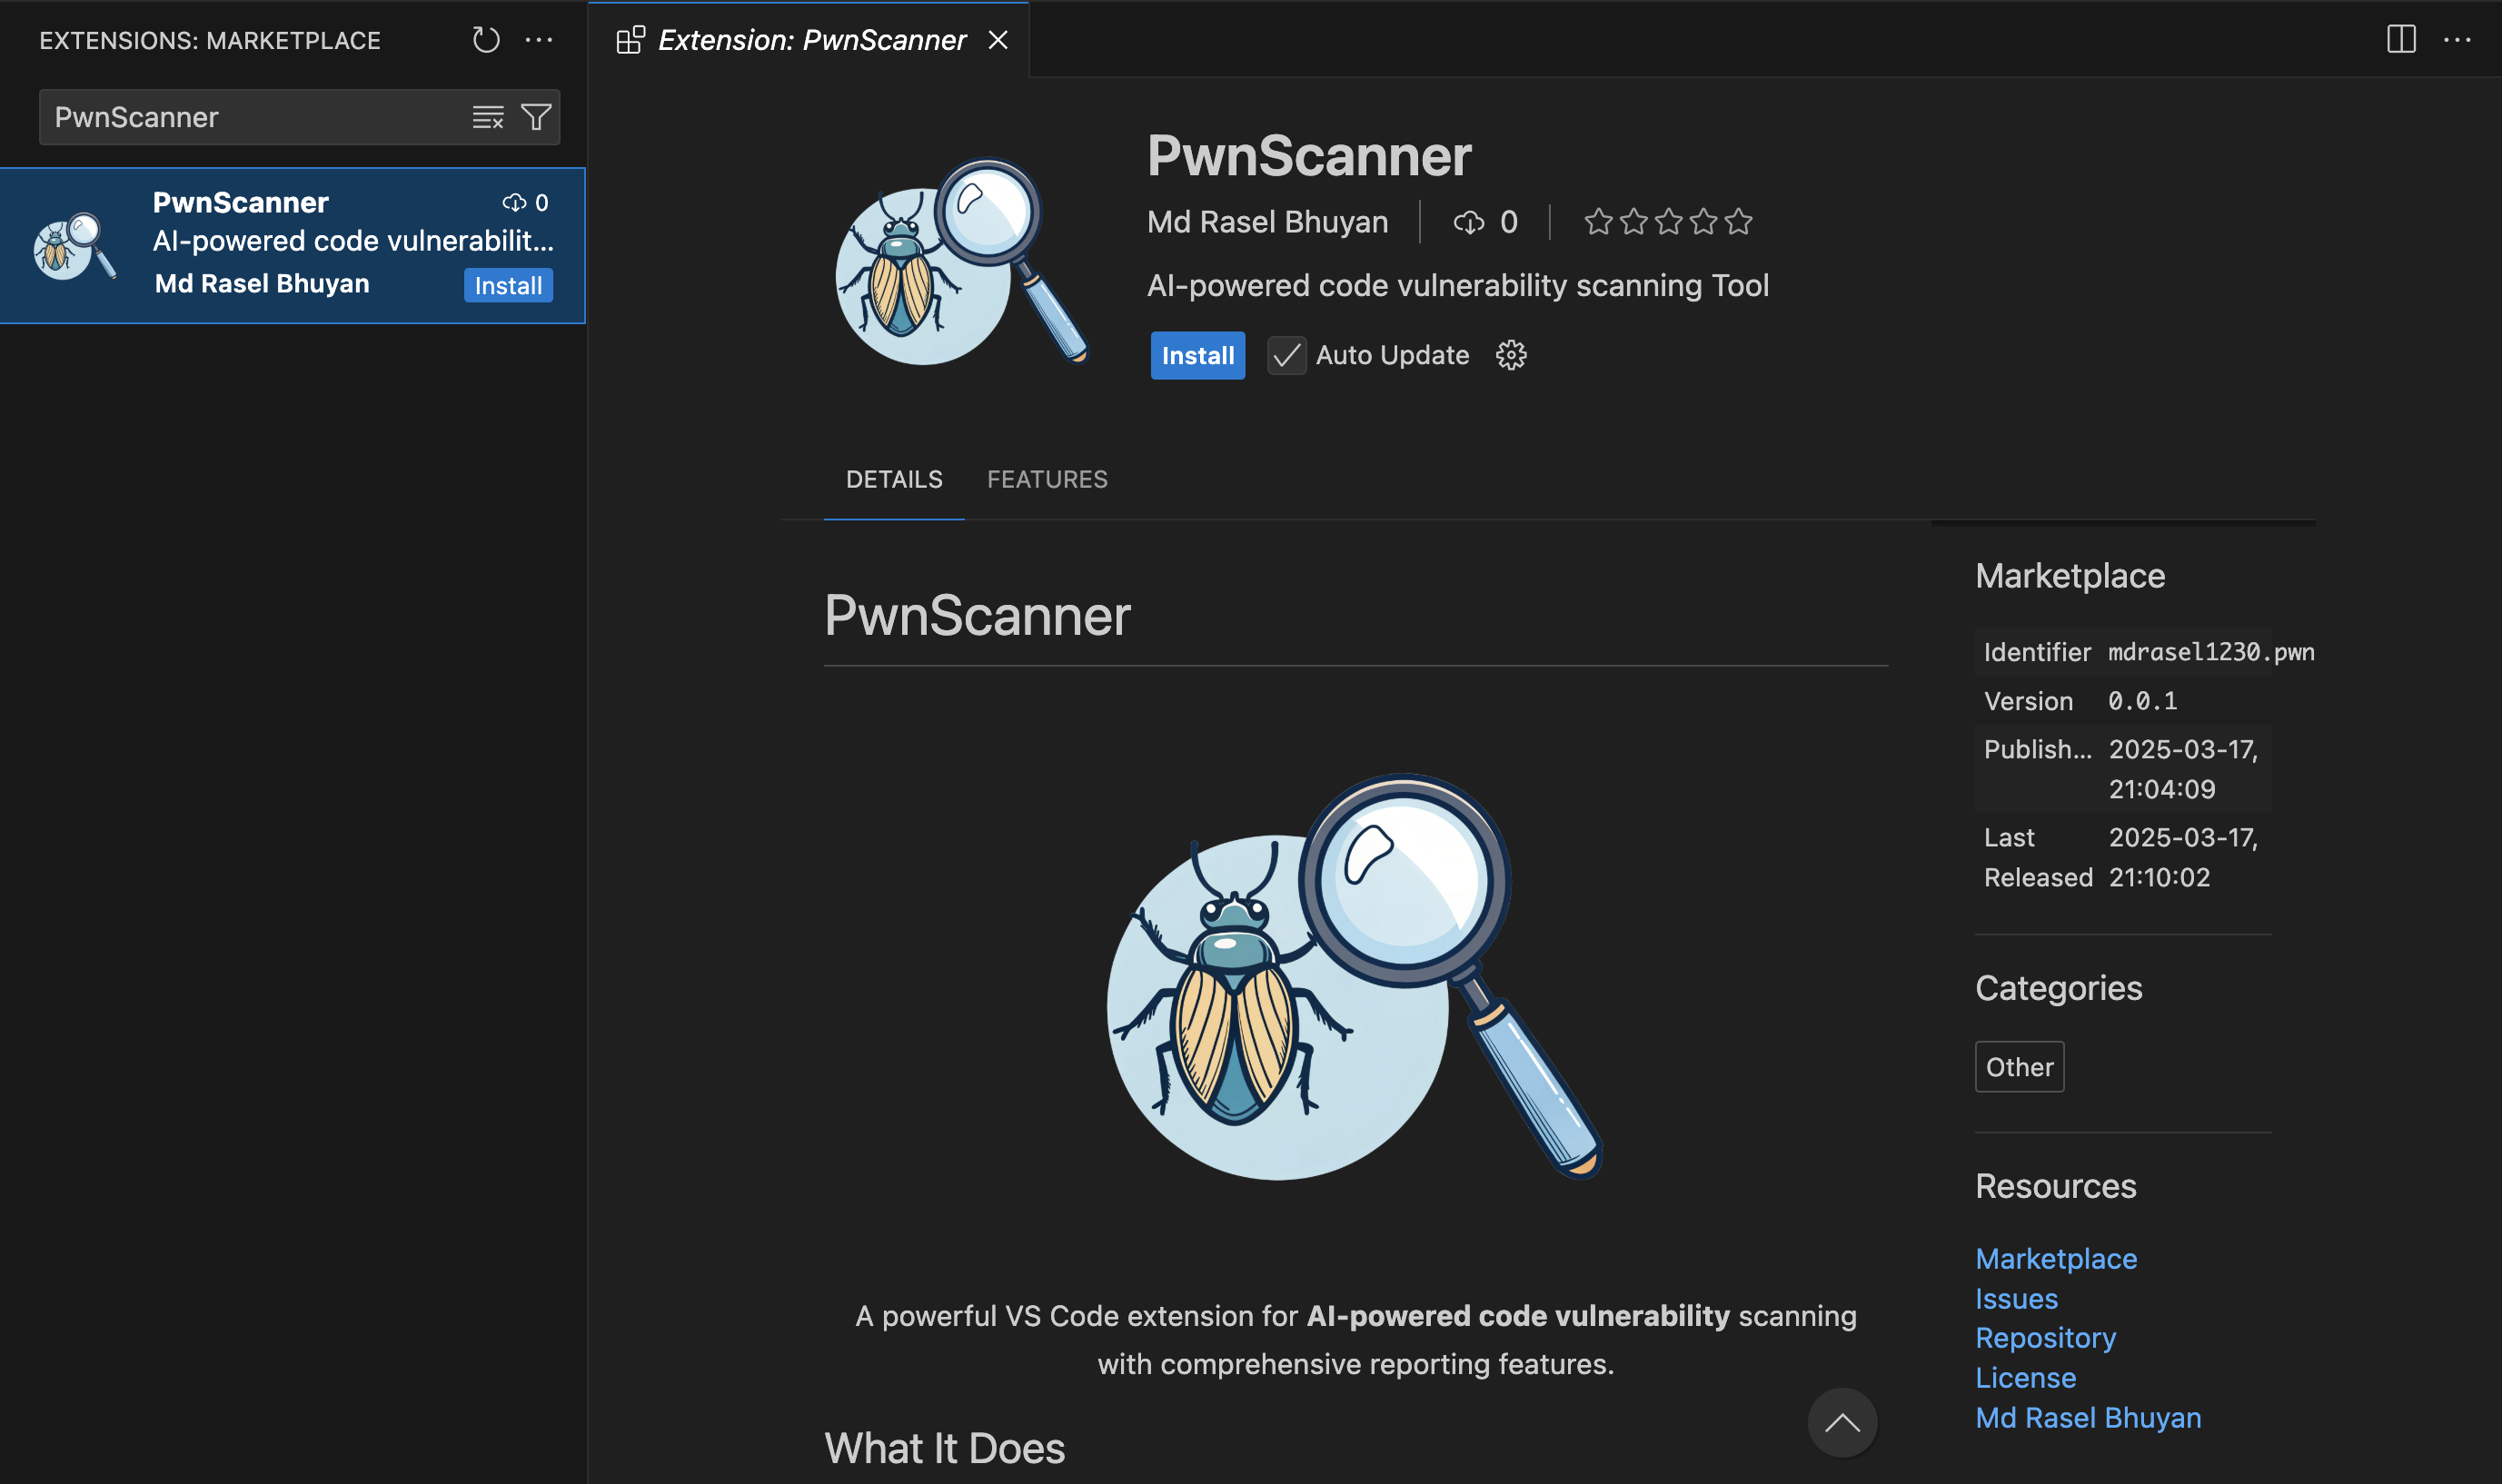 EXTENSIONS: MARKETPLACE
PwnScanner
PwnScanner
0
AI-powered code vulnerabilit...
Md Rasel Bhuyan
Install
Extension: PwnScanner
PwnScanner
Md Rasel Bhuyan
0
AI-powered code vulnerability scanning Tool
Install
Auto Update
DETAILS
FEATURES
PwnScanner
A powerful VS Code extension for AI-powered code vulnerability scanning
with comprehensive reporting features.
What It Does
Marketplace
Identifier mdrasel1230.pwn
Version 0.0.1
Publish... 2025-03-17,
21:04:09
Last 2025-03-17,
Released 21:10:02
Categories
Other
Resources
Marketplace
Issues
Repository
License
Md Rasel Bhuyan